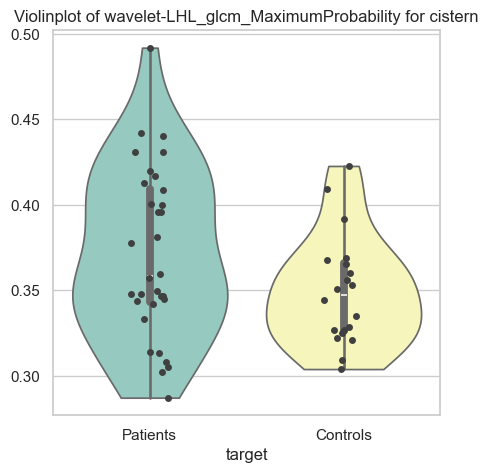 Violinplot of wavelet-LHL_glcm_MaximumProbability for cistern
0.50
0.45
0.40
0.35
0.30
Patients
Controls
target